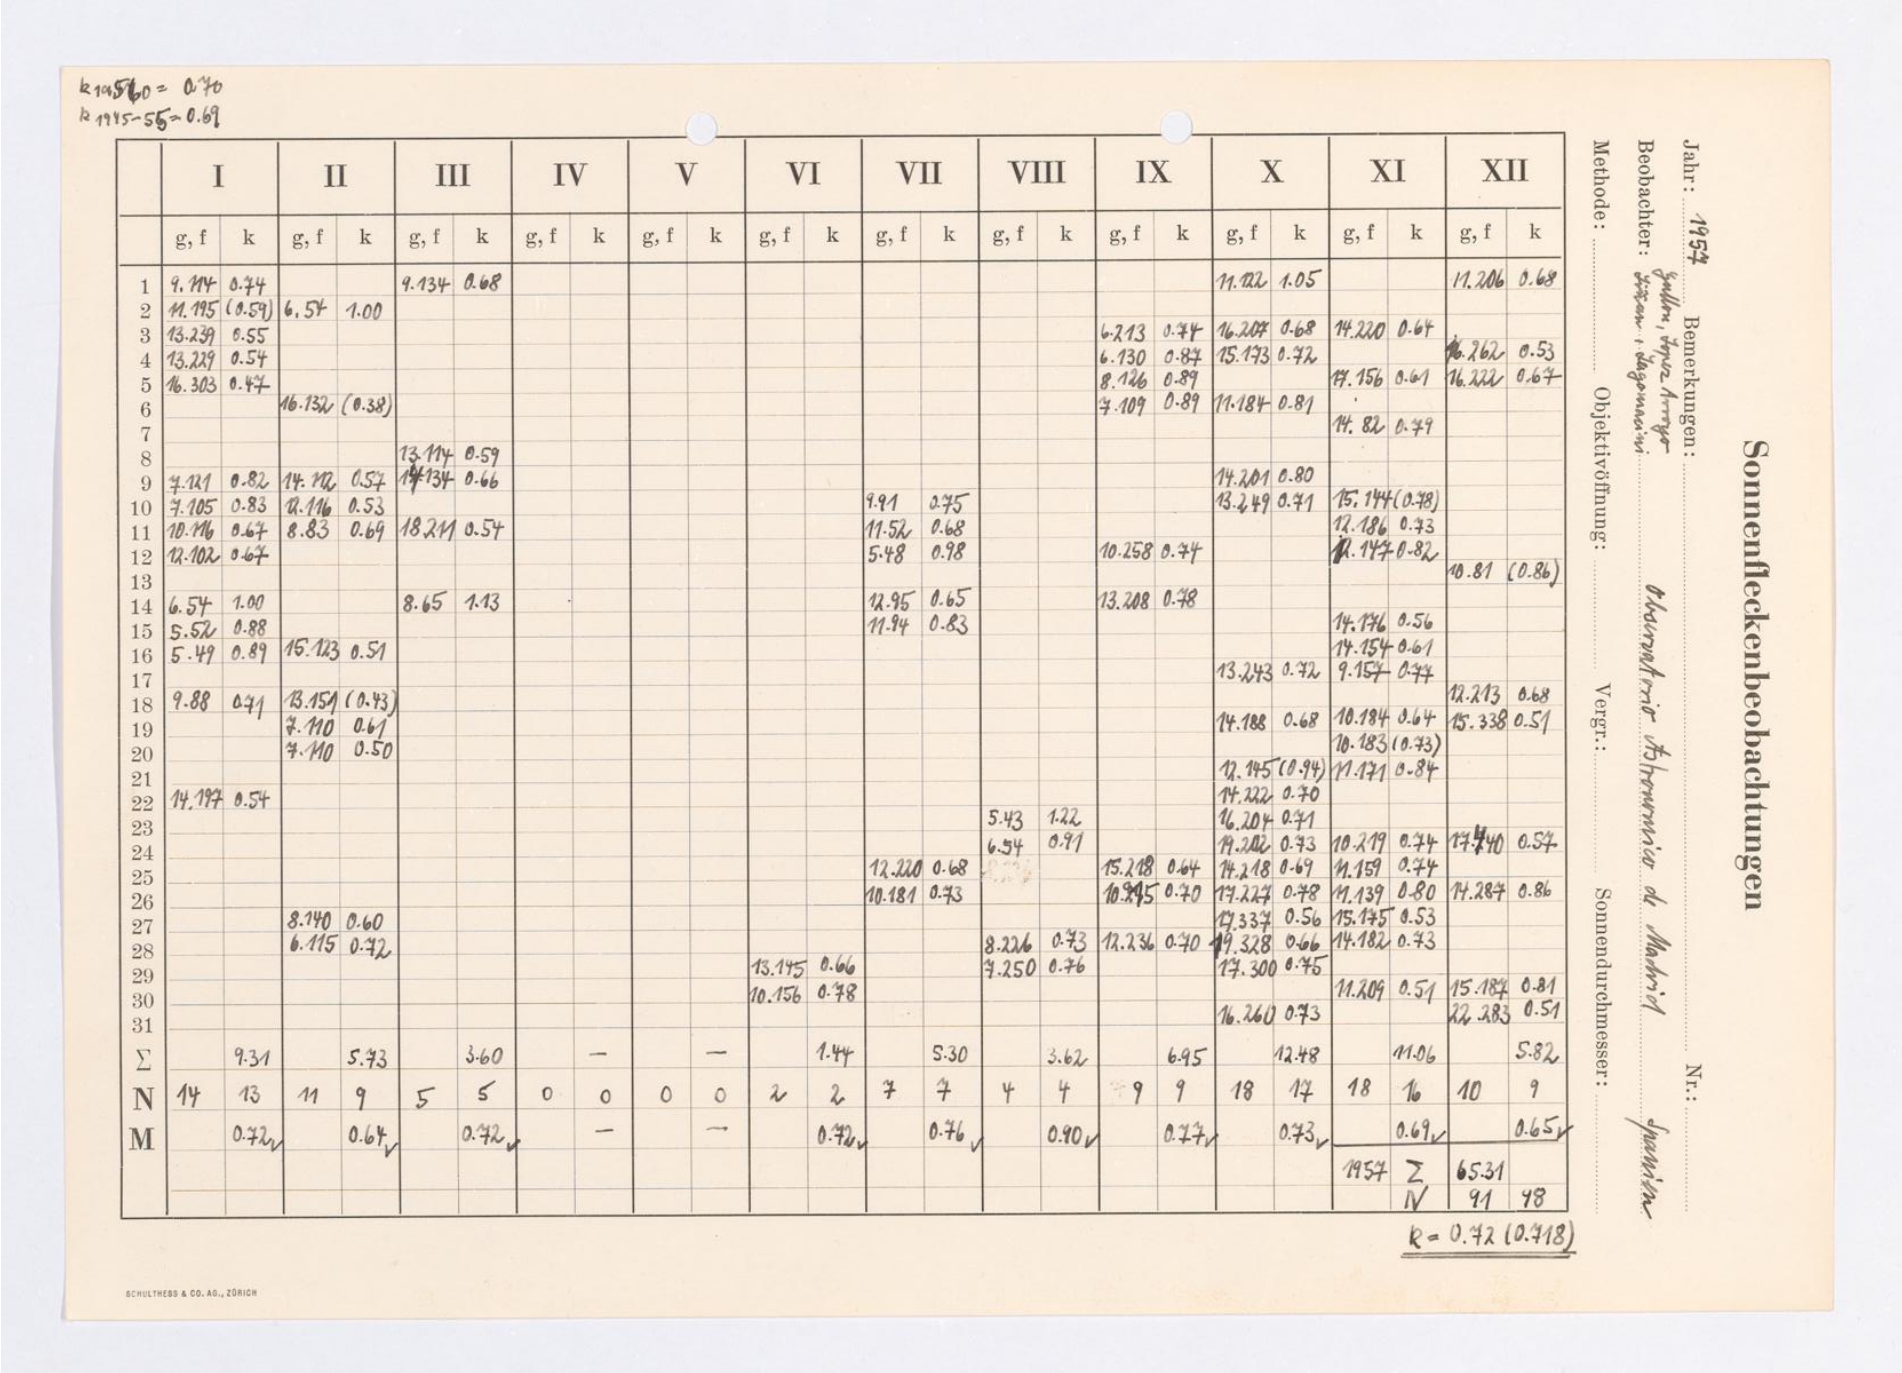 k 1956-60 = 0.70
k 1945-55 = 0.69
I II III IV V VI VII VIII IX X XI XII
g, f k g, f k g, f k g, f k g, f k g, f k g, f k g, f k g, f k g, f k g, f k g, f k
1 9.114 0.74 9.134 0.68 11.122 1.05 11.206 0.68
2 11.195 (0.59) 6.54 1.00
3 13.239 0.55 6.213 0.74 16.207 0.68 14.220 0.64
4 13.229 0.54 6.130 0.87 15.173 0.72 16.262 0.53
5 16.303 0.47 8.126 0.89 17.156 0.61 16.222 0.67
6 16.132 (0.38) 7.109 0.89 11.184 0.81
7 14.82 0.79
8 13.114 0.59
9 7.121 0.82 14.112 0.57 14.134 0.66 14.201 0.80
10 7.105 0.83 12.116 0.53 9.91 0.75 13.249 0.71 15.144 (0.78)
11 10.116 0.67 8.83 0.69 18.211 0.54 11.52 0.68 12.186 0.73
12 12.102 0.67 5.48 0.98 10.258 0.74 12.147 0.82
13 10.81 (0.86)
14 6.54 1.00 8.65 1.13 12.95 0.65 13.208 0.78
15 5.52 0.88 11.94 0.83 14.176 0.56
16 5.49 0.89 15.123 0.51 14.154 0.61
17 13.243 0.72 9.157 0.77
18 9.88 0.71 13.151 (0.43) 12.213 0.68
19 7.110 0.61 14.188 0.68 10.184 0.64 15.338 0.51
20 7.110 0.50 10.183 (0.73)
21 12.145 (0.94) 11.171 0.84
22 14.197 0.54 14.222 0.70
23 5.43 1.22 16.204 0.71
24 6.54 0.91 19.202 0.73 10.219 0.74 17.440 0.57
25 12.220 0.68 15.218 0.64 14.218 0.69 11.159 0.74
26 10.181 0.73 0.70 17.227 0.78 11.139 0.80 14.287 0.86
27 8.140 0.60 17.337 0.56 15.175 0.53
28 6.115 0.72 8.226 0.73 12.236 0.70 19.328 0.66 14.182 0.73
29 13.145 0.66 7.250 0.76 17.300 0.75
30 10.156 0.78 11.209 0.51 15.187 0.81
31 16.260 0.73 22.283 0.51
Σ 9.31 5.73 3.60 — — 1.44 5.30 3.62 6.95 12.48 11.06 5.82
N 14 13 11 9 5 5 0 0 0 0 2 2 7 7 4 4 9 9 18 17 18 16 10 9
M 0.72 0.64 0.72 — — 0.72 0.76 0.90 0.77 0.73 0.69 0.65
1957 Σ 65.31
N 91 98
k = 0.72 (0.718)
SCHULTHESS & CO. AG., ZÜRICH
Sonnenfleckenbeobachtungen
Jahr: 1957 Bemerkungen: Nr.:
Gullon, Lopez Arroyo
Beobachter: Observatorio Astronomico de Madrid Spanien
Methode: Objektivöffnung: Vergr.: Sonnendurchmesser: